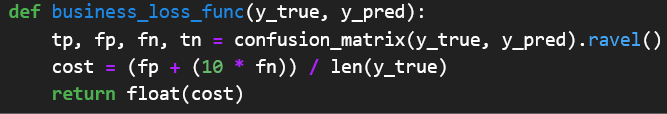 def business_loss_func(y_true, y_pred):
    tp, fp, fn, tn = confusion_matrix(y_true, y_pred).ravel()
    cost = (fp + (10 * fn)) / len(y_true)
    return float(cost)